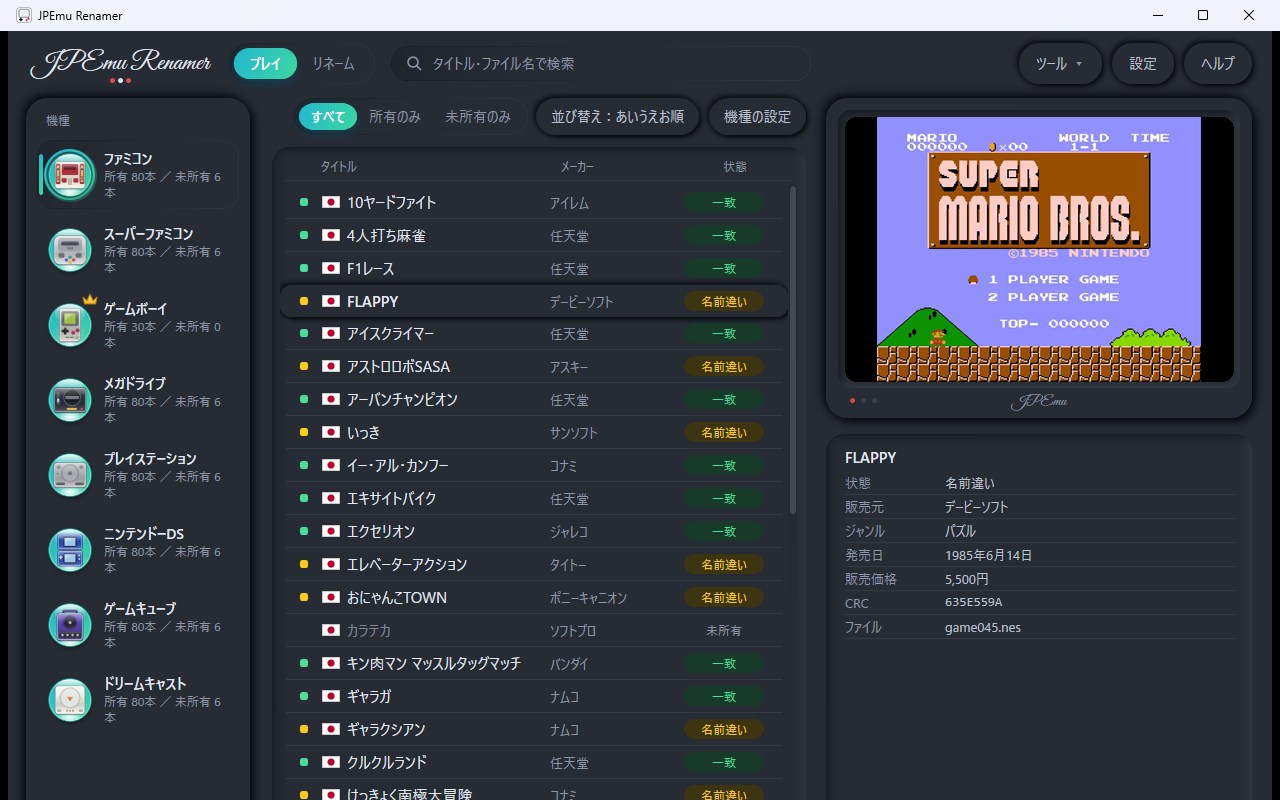 JPEmu Renamer
JPEmu Renamer
プレイ
リネーム
タイトル・ファイル名で検索
ツール ▼
設定
ヘルプ
機種
ファミコン
所有 80本 ／ 未所有 6
本
スーパーファミコン
所有 80本 ／ 未所有 6
本
ゲームボーイ
所有 30本 ／ 未所有 0
本
メガドライブ
所有 80本 ／ 未所有 6
本
プレイステーション
所有 80本 ／ 未所有 6
本
ニンテンドーDS
所有 80本 ／ 未所有 6
本
ゲームキューブ
所有 80本 ／ 未所有 6
本
ドリームキャスト
所有 80本 ／ 未所有 6
本
すべて
所有のみ
未所有のみ
並び替え：あいうえお順
機種の設定
タイトル メーカー 状態
10ヤードファイト アイレム 一致
4人打ち麻雀 任天堂 一致
F1レース 任天堂 一致
FLAPPY デービーソフト 名前違い
アイスクライマー 任天堂 一致
アストロロボSASA アスキー 名前違い
アーバンチャンピオン 任天堂 一致
いっき サンソフト 名前違い
イー・アル・カンフー コナミ 一致
エキサイトバイク 任天堂 一致
エクセリオン ジャレコ 一致
エレベーターアクション タイトー 名前違い
おにゃんこTOWN ポニーキャニオン 名前違い
カラテカ ソフトプロ 未所有
キン肉マン マッスルタッグマッチ バンダイ 一致
ギャラガ ナムコ 一致
ギャラクシアン ナムコ 名前違い
クルクルランド 任天堂 一致
けっきょく南極大冒険 コナミ 名前違い
MARIO WORLD TIME
000000 ×00 1-1
SUPER
MARIO BROS.
©1985 NINTENDO
1 PLAYER GAME
2 PLAYER GAME
TOP- 000000
JPEmu
FLAPPY
状態 名前違い
販売元 デービーソフト
ジャンル パズル
発売日 1985年6月14日
販売価格 5,500円
CRC 635E559A
ファイル game045.nes